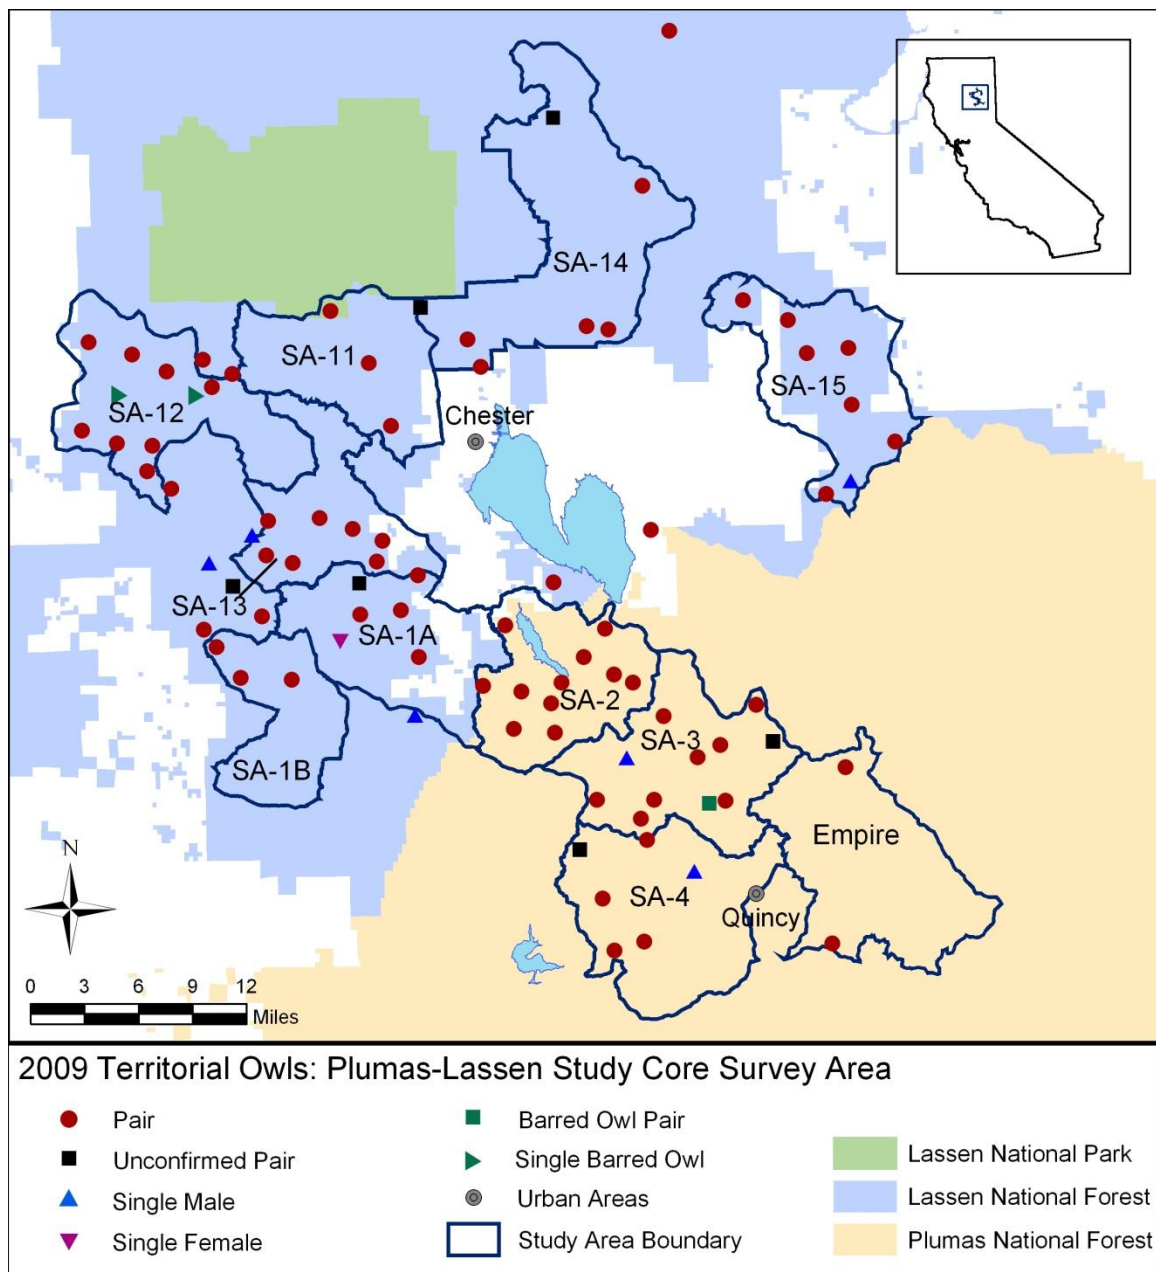 SA-14
SA-11
SA-15
SA-12
Chester
SA-13
SA-1A
SA-2
SA-3
SA-1B
Empire
N
SA-4
Quincy
0 3 6 9 12
Miles
2009 Territorial Owls: Plumas-Lassen Study Core Survey Area
Pair
Unconfirmed Pair
Single Male
Single Female
Barred Owl Pair
Single Barred Owl
Urban Areas
Study Area Boundary
Lassen National Park
Lassen National Forest
Plumas National Forest